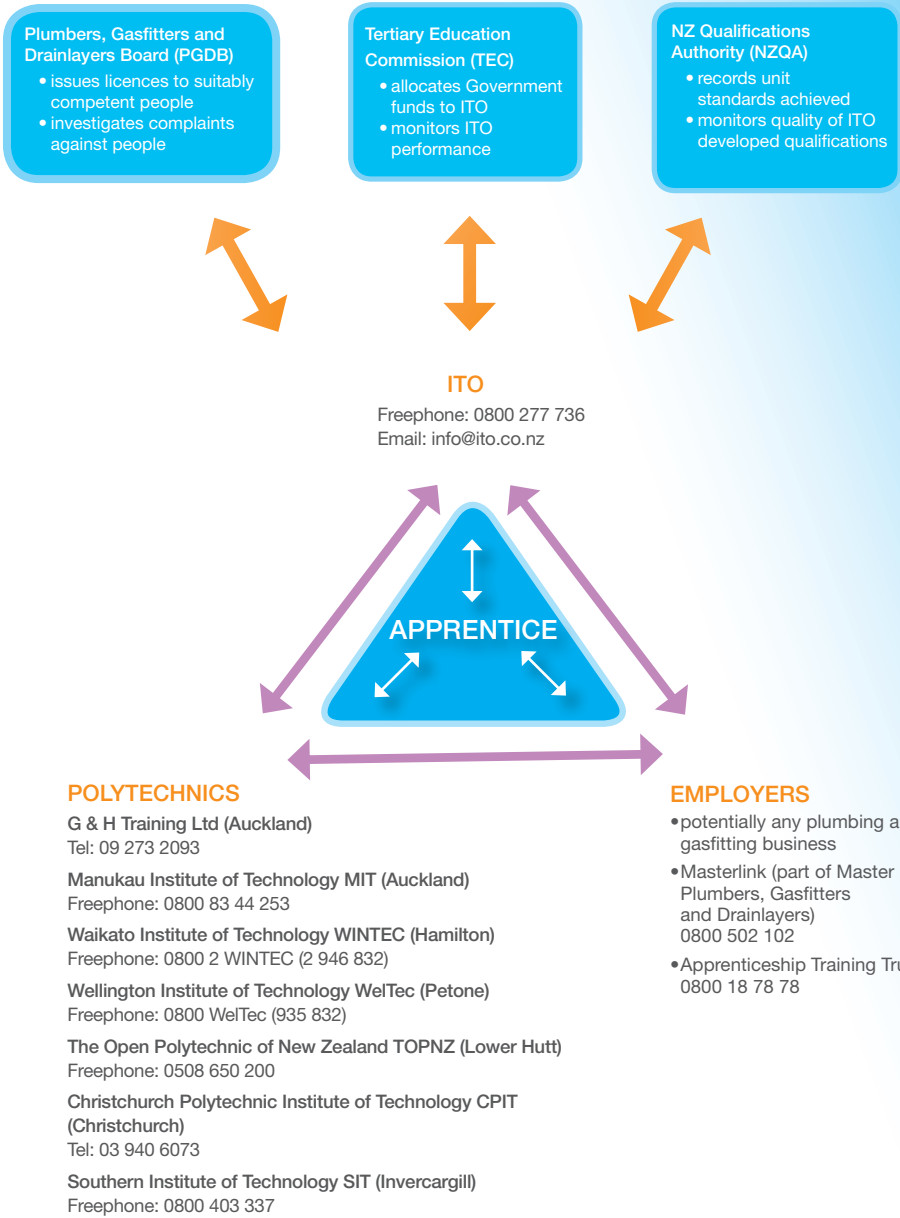 Plumbers, Gasfitters and
Drainlayers Board (PGDB)
• issues licences to suitably
competent people
• investigates complaints
against people
Tertiary Education
Commission (TEC)
• allocates Government
funds to ITO
• monitors ITO
performance
NZ Qualifications
Authority (NZQA)
• records unit
standards achieved
• monitors quality of ITO
developed qualifications
ITO
Freephone: 0800 277 736
Email: info@ito.co.nz
APPRENTICE
POLYTECHNICS
G & H Training Ltd (Auckland)
Tel: 09 273 2093
Manukau Institute of Technology MIT (Auckland)
Freephone: 0800 83 44 253
Waikato Institute of Technology WINTEC (Hamilton)
Freephone: 0800 2 WINTEC (2 946 832)
Wellington Institute of Technology WelTec (Petone)
Freephone: 0800 WelTec (935 832)
The Open Polytechnic of New Zealand TOPNZ (Lower Hutt)
Freephone: 0508 650 200
Christchurch Polytechnic Institute of Technology CPIT
(Christchurch)
Tel: 03 940 6073
Southern Institute of Technology SIT (Invercargill)
Freephone: 0800 403 337
EMPLOYERS
• potentially any plumbing
gasfitting business
• Masterlink (part of Master
Plumbers, Gasfitters
and Drainlayers)
0800 502 102
• Apprenticeship Training
0800 18 78 78